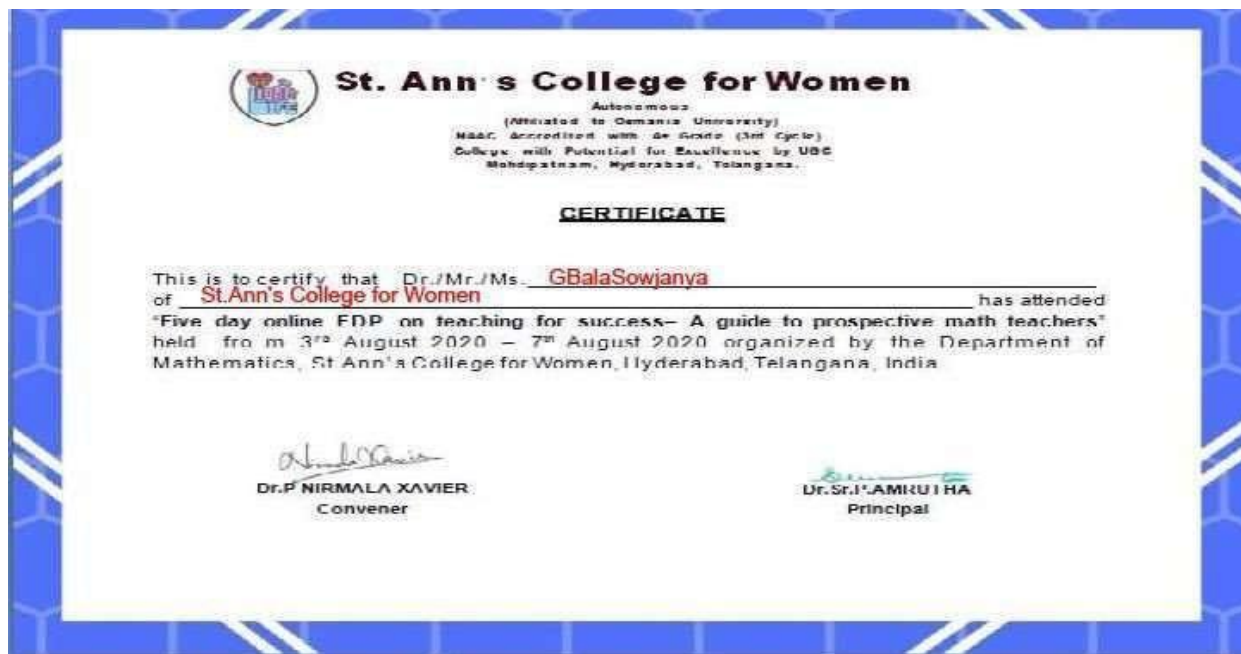 St. Ann's College for Women
Autonomous
(Affiliated to Osmania University)
NAAC Accredited with A+ Grade (3rd Cycle)
College with Potential for Excellence by UGC
Mehdipatnam, Hyderabad, Telangana.
CERTIFICATE
This is to certify that Dr./Mr./Ms. GBalaSowjanya
of St.Ann's College for Women has attended
"Five day online FDP on teaching for success– A guide to prospective math teachers"
held fro m 3rd August 2020 – 7th August 2020 organized by the Department of
Mathematics, St Ann's College for Women, Hyderabad, Telangana, India
Dr.P NIRMALA XAVIER
Convener
Dr.Sr.P.AMRUTHA
Principal